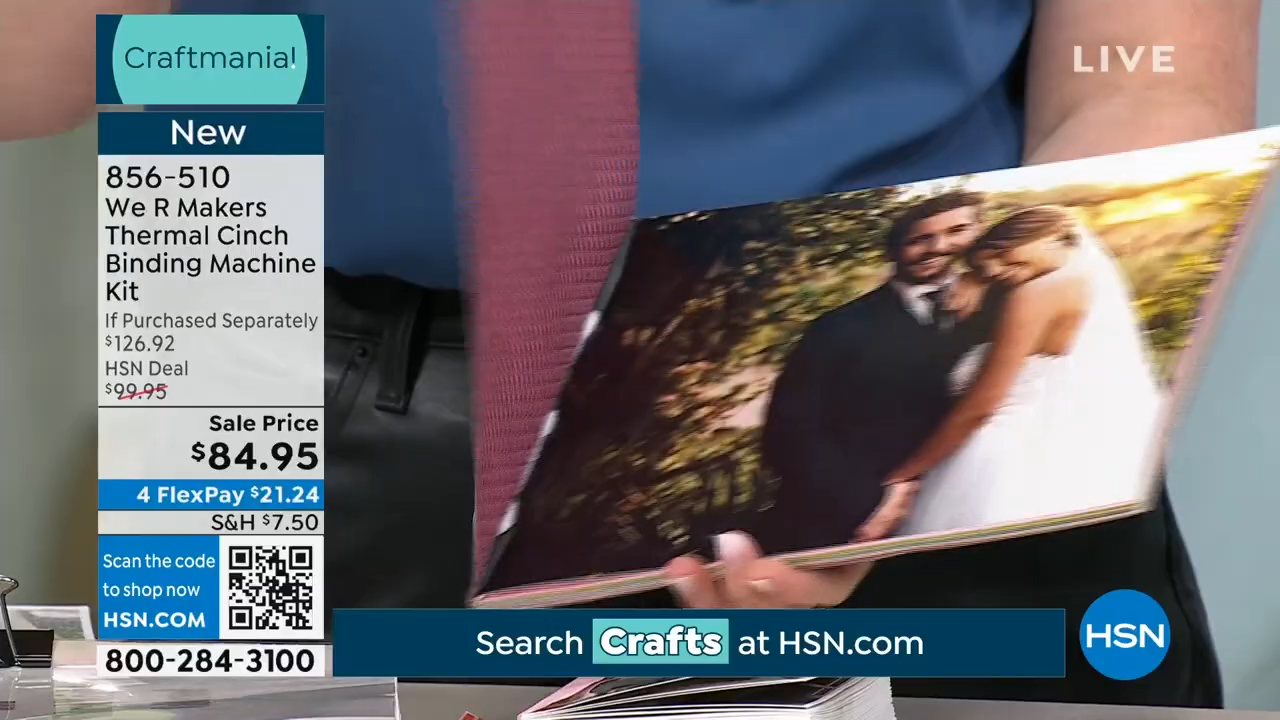 Craftmania!
LIVE
New
856-510
We R Makers
Thermal Cinch
Binding Machine
Kit
If Purchased Separately
$126.92
HSN Deal
$99.95
Sale Price
$84.95
4 FlexPay $21.24
S&H $7.50
Scan the code
to shop now
HSN.COM
800-284-3100
Search Crafts at HSN.com
HSN